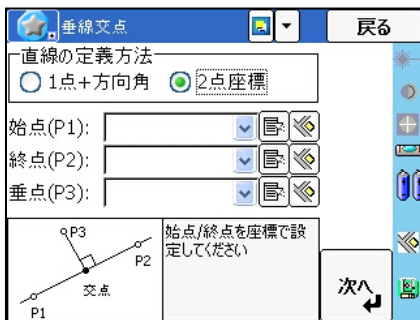 垂線交点
戻る
直線の定義方法
1点+方向角 2点座標
始点(P1):
終点(P2):
垂点(P3):
P3
P2
交点
P1
始点/終点を座標で設
定してください
次へ